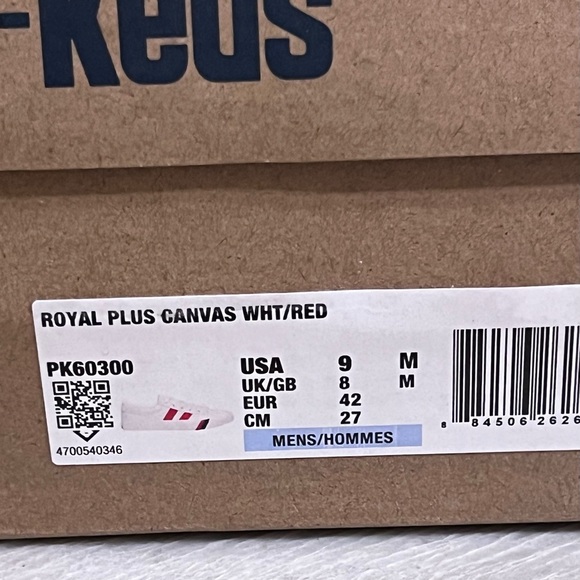 -Keds
ROYAL PLUS CANVAS WHT/RED
PK60300
USA 9 M
UK/GB 8 M
EUR 42
CM 27
MENS/HOMMES
4700540346
8 84506 2626